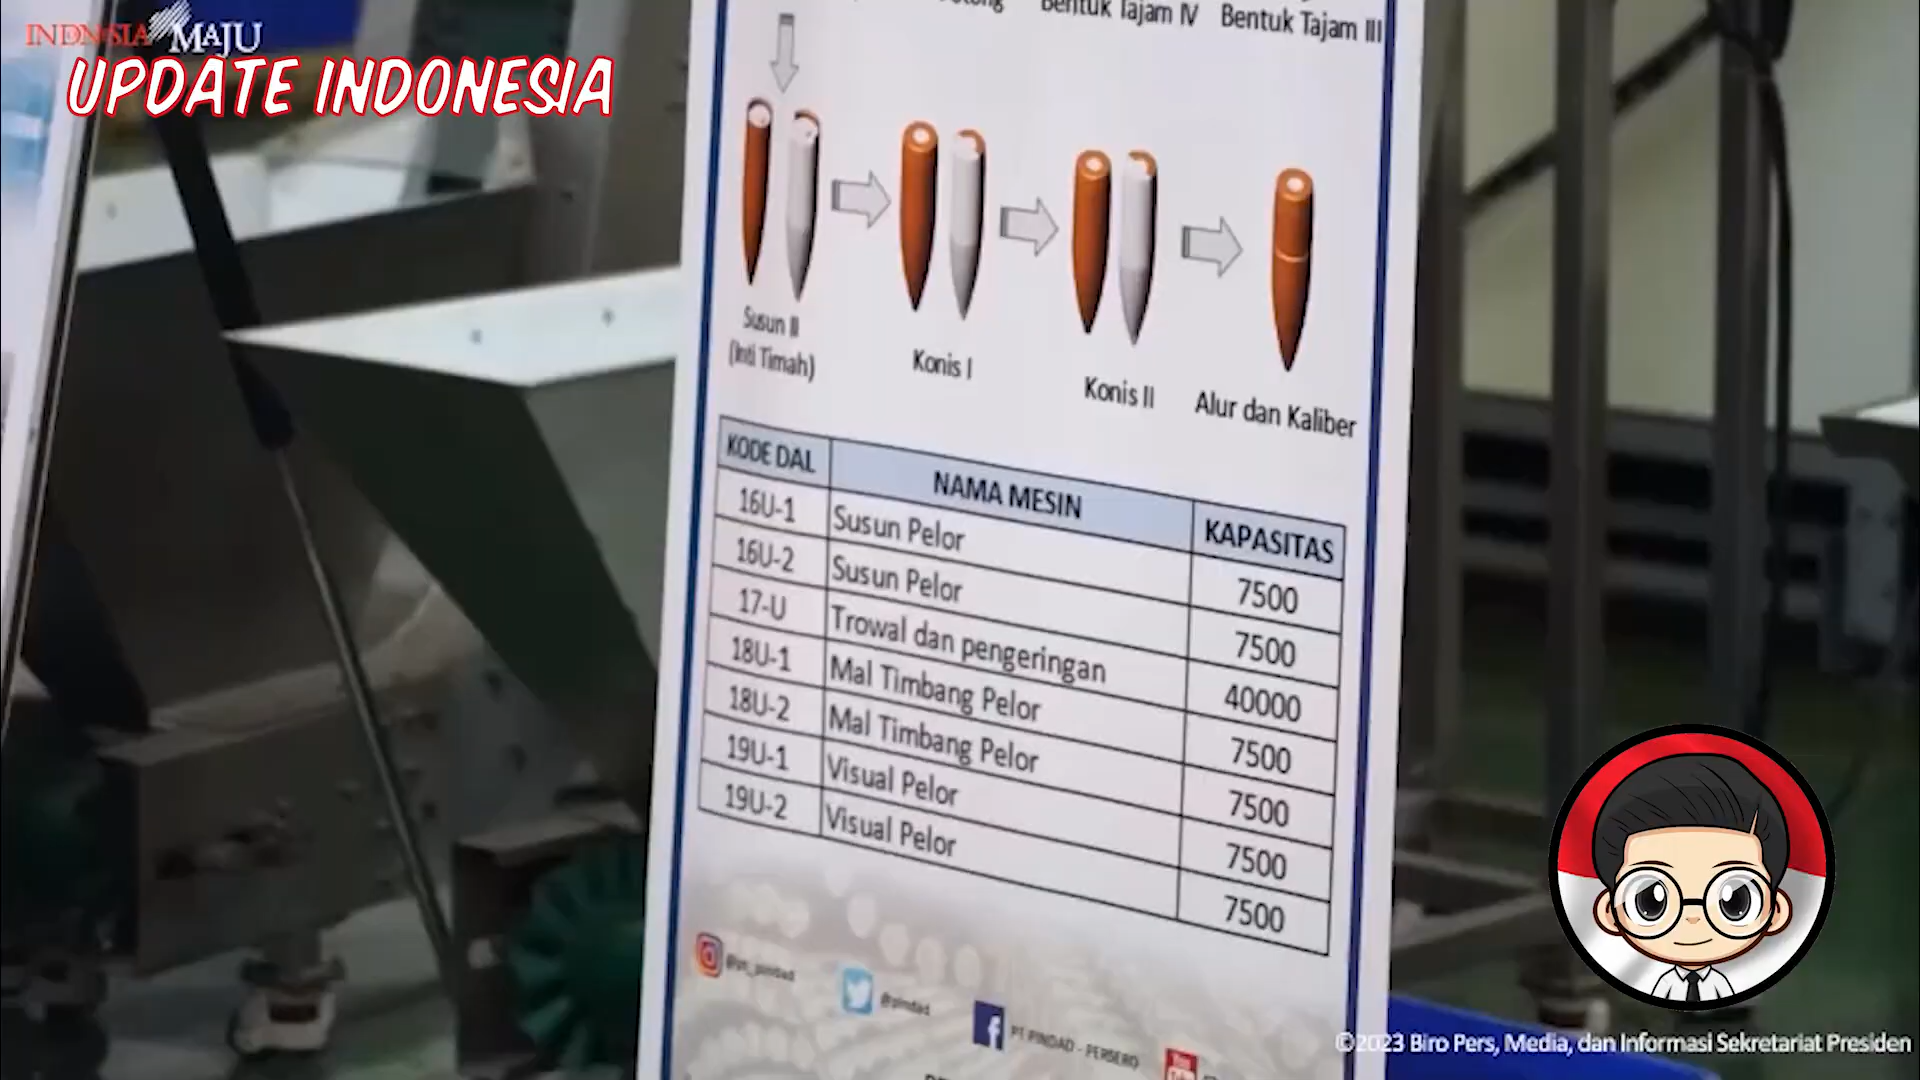 INDONESIA MAJU
UPDATE INDONESIA
Bentuk Tajam IV
Bentuk Tajam III
Susun II
(Inti Timah)
Konis I
Konis II
Alur dan Kaliber
KODE DAL NAMA MESIN KAPASITAS
16U-1 Susun Pelor 7500
16U-2 Susun Pelor 7500
17-U Trowal dan pengeringan 40000
18U-1 Mal Timbang Pelor 7500
18U-2 Mal Timbang Pelor 7500
19U-1 Visual Pelor 7500
19U-2 Visual Pelor 7500
@pt_pindad
@pindad
PT PINDAD - PERSERO
©2023 Biro Pers, Media, dan Informasi Sekretariat Presiden